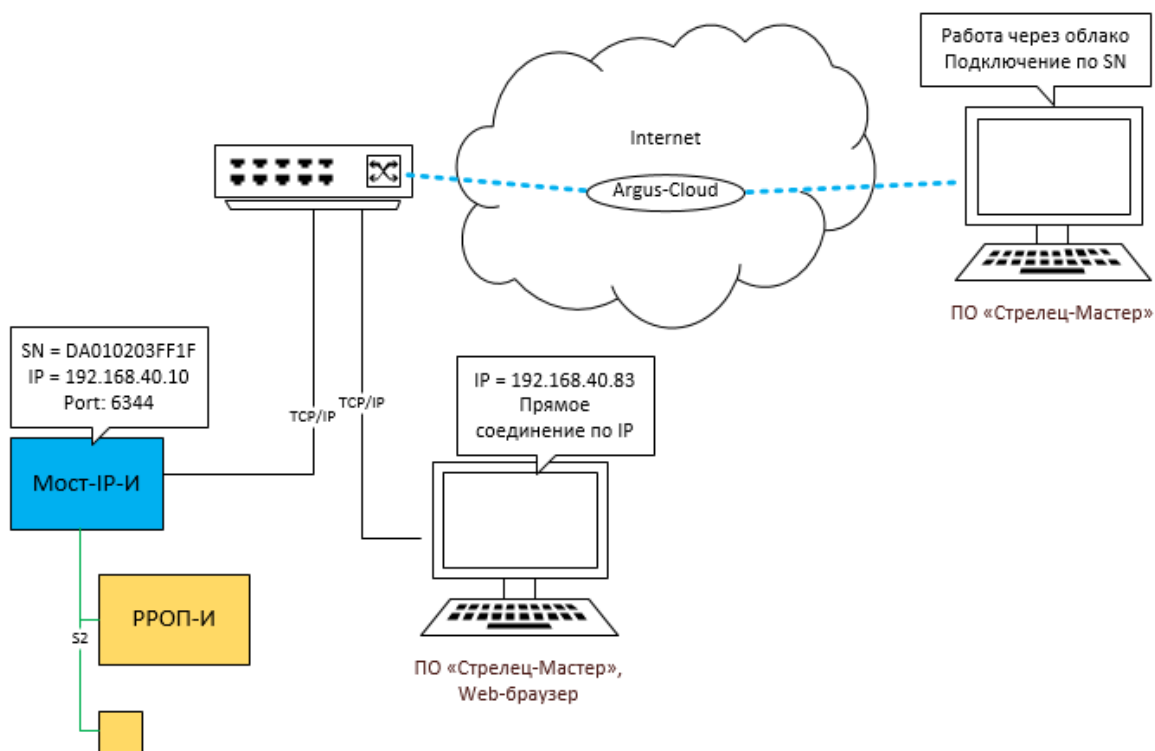 Работа через облако
Подключение по SN
Internet
Argus-Cloud
ПО «Стрелец-Мастер»
SN = DA010203FF1F
IP = 192.168.40.10
Port: 6344
IP = 192.168.40.83
Прямое
соединение по IP
TCP/IP
TCP/IP
Мост-IP-И
РРОП-И
S2
ПО «Стрелец-Мастер»,
Web-браузер